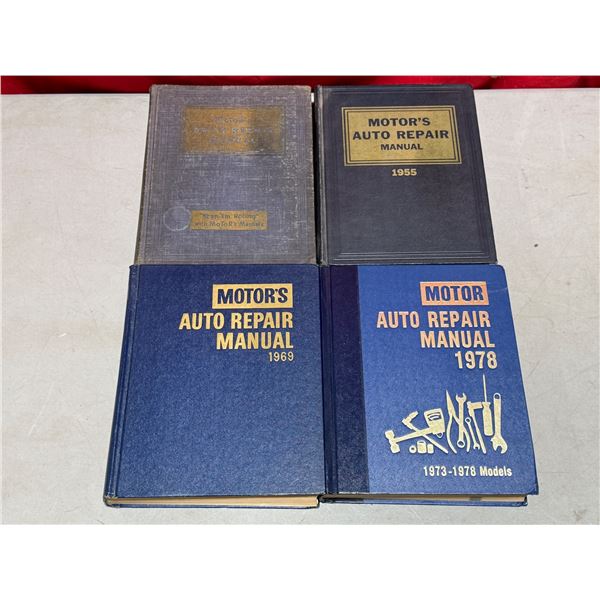 "Keep 'Em Rolling"
with MoToR's Manuals
MOTOR'S
AUTO REPAIR
MANUAL
1955
MOTOR'S
AUTO REPAIR
MANUAL
1969
MOTOR
AUTO REPAIR
MANUAL
1978
1973-1978 Models